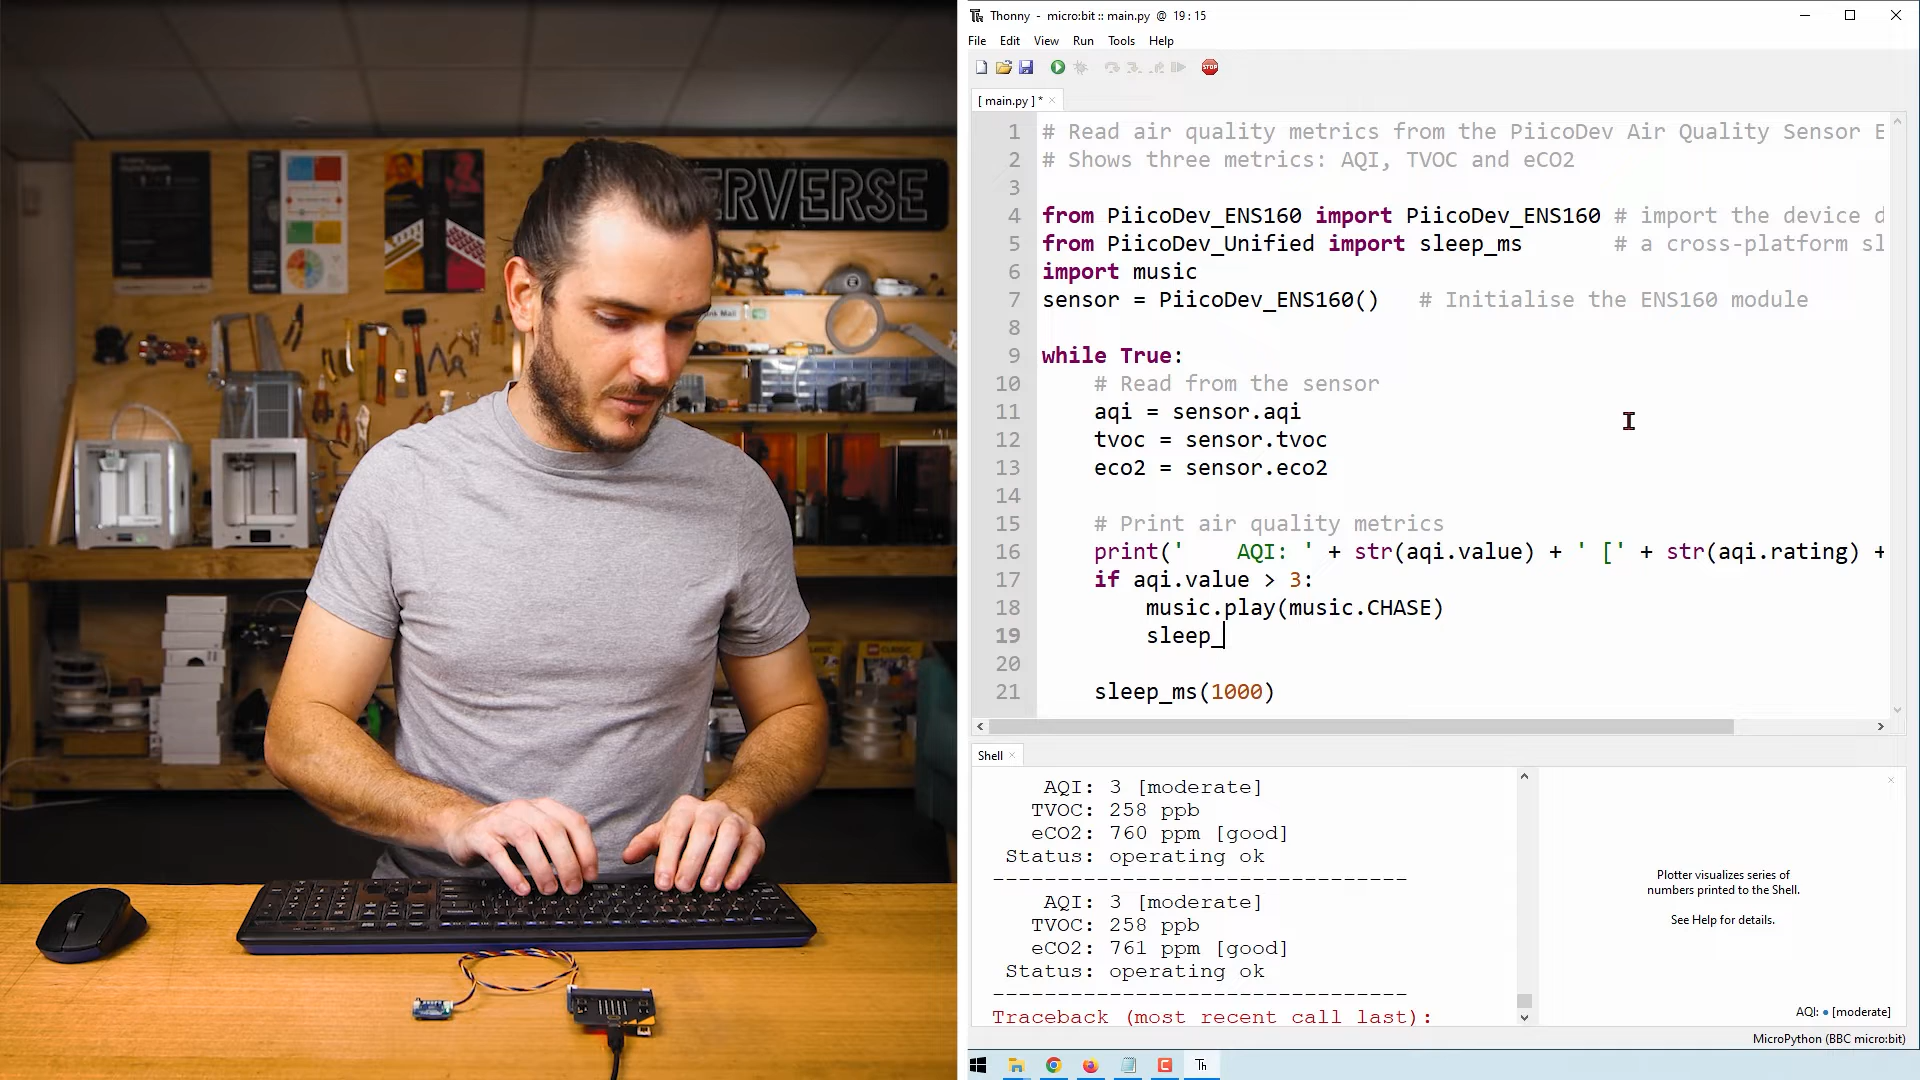 ERVERSE
Thonny - micro:bit :: main.py @ 19 : 15
File Edit View Run Tools Help
STOP
[ main.py ] *
1 # Read air quality metrics from the PiicoDev Air Quality Sensor E
2 # Shows three metrics: AQI, TVOC and eCO2
3
4 from PiicoDev_ENS160 import PiicoDev_ENS160 # import the device d
5 from PiicoDev_Unified import sleep_ms # a cross-platform sl
6 import music
7 sensor = PiicoDev_ENS160() # Initialise the ENS160 module
8
9 while True:
10 # Read from the sensor
11 aqi = sensor.aqi
12 tvoc = sensor.tvoc
13 eco2 = sensor.eco2
14
15 # Print air quality metrics
16 print(' AQI: ' + str(aqi.value) + ' [' + str(aqi.rating) +
17 if aqi.value > 3:
18 music.play(music.CHASE)
19 sleep_
20
21 sleep_ms(1000)
Shell
AQI: 3 [moderate]
TVOC: 258 ppb
eCO2: 760 ppm [good]
Status: operating ok
--------------------------------
AQI: 3 [moderate]
TVOC: 258 ppb
eCO2: 761 ppm [good]
Status: operating ok
--------------------------------
Traceback (most recent call last):
Plotter visualizes series of
numbers printed to the Shell.
See Help for details.
AQI: [moderate]
MicroPython (BBC micro:bit)
Th